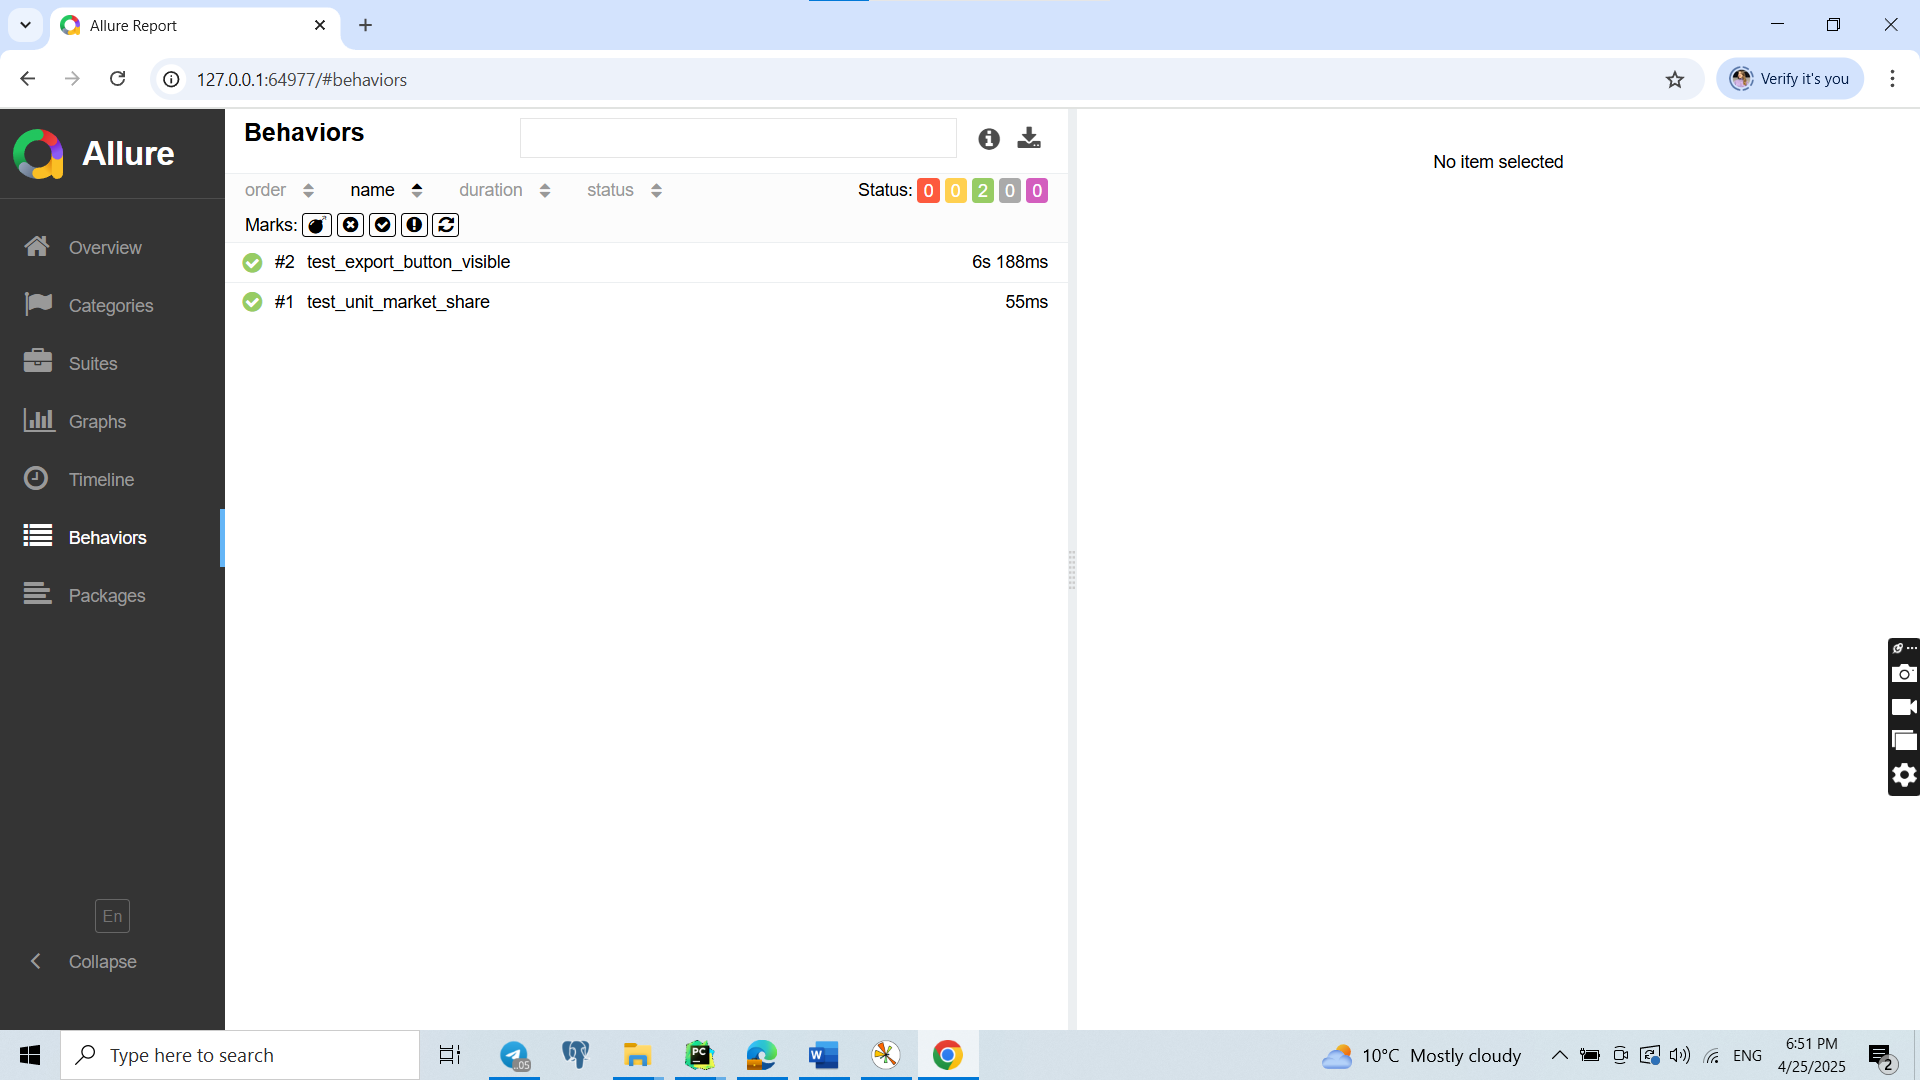 Allure Report
127.0.0.1:64977/#behaviors
Verify it's you
Allure
Overview
Categories
Suites
Graphs
Timeline
Behaviors
Packages
En
Collapse
Behaviors
order name duration status Status: 0 0 2 0 0
Marks:
#2 test_export_button_visible 6s 188ms
#1 test_unit_market_share 55ms
No item selected
Type here to search
.05
PC
W
10°C Mostly cloudy
ENG
6:51 PM
4/25/2025
2